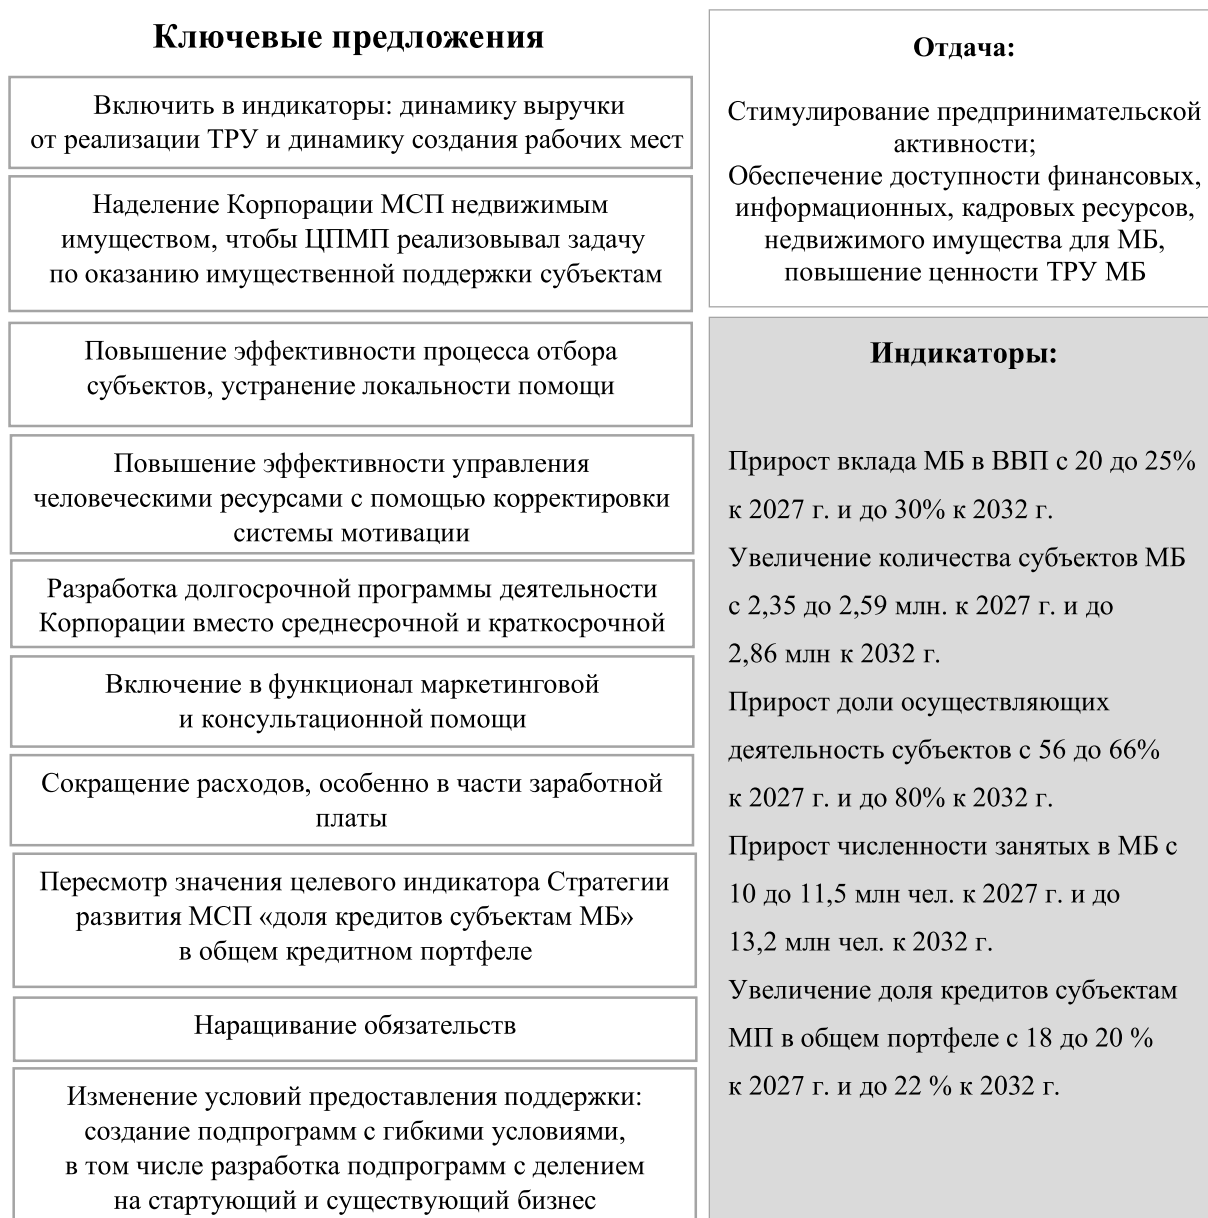 Ключевые предложения
Включить в индикаторы: динамику выручки
от реализации ТРУ и динамику создания рабочих мест
Наделение Корпорации МСП недвижимым
имуществом, чтобы ЦПМП реализовывал задачу
по оказанию имущественной поддержки субъектам
Повышение эффективности процесса отбора
субъектов, устранение локальности помощи
Повышение эффективности управления
человеческими ресурсами с помощью корректировки
системы мотивации
Разработка долгосрочной программы деятельности
Корпорации вместо среднесрочной и краткосрочной
Включение в функционал маркетинговой
и консультационной помощи
Сокращение расходов, особенно в части заработной
платы
Пересмотр значения целевого индикатора Стратегии
развития МСП «доля кредитов субъектам МБ»
в общем кредитном портфеле
Наращивание обязательств
Изменение условий предоставления поддержки:
создание подпрограмм с гибкими условиями,
в том числе разработка подпрограмм с делением
на стартующий и существующий бизнес
Отдача:
Стимулирование предпринимательской
активности;
Обеспечение доступности финансовых,
информационных, кадровых ресурсов,
недвижимого имущества для МБ,
повышение ценности ТРУ МБ
Индикаторы:
Прирост вклада МБ в ВВП с 20 до 25%
к 2027 г. и до 30% к 2032 г.
Увеличение количества субъектов МБ
с 2,35 до 2,59 млн. к 2027 г. и до
2,86 млн к 2032 г.
Прирост доли осуществляющих
деятельность субъектов с 56 до 66%
к 2027 г. и до 80% к 2032 г.
Прирост численности занятых в МБ с
10 до 11,5 млн чел. к 2027 г. и до
13,2 млн чел. к 2032 г.
Увеличение доля кредитов субъектам
МП в общем портфеле с 18 до 20 %
к 2027 г. и до 22 % к 2032 г.